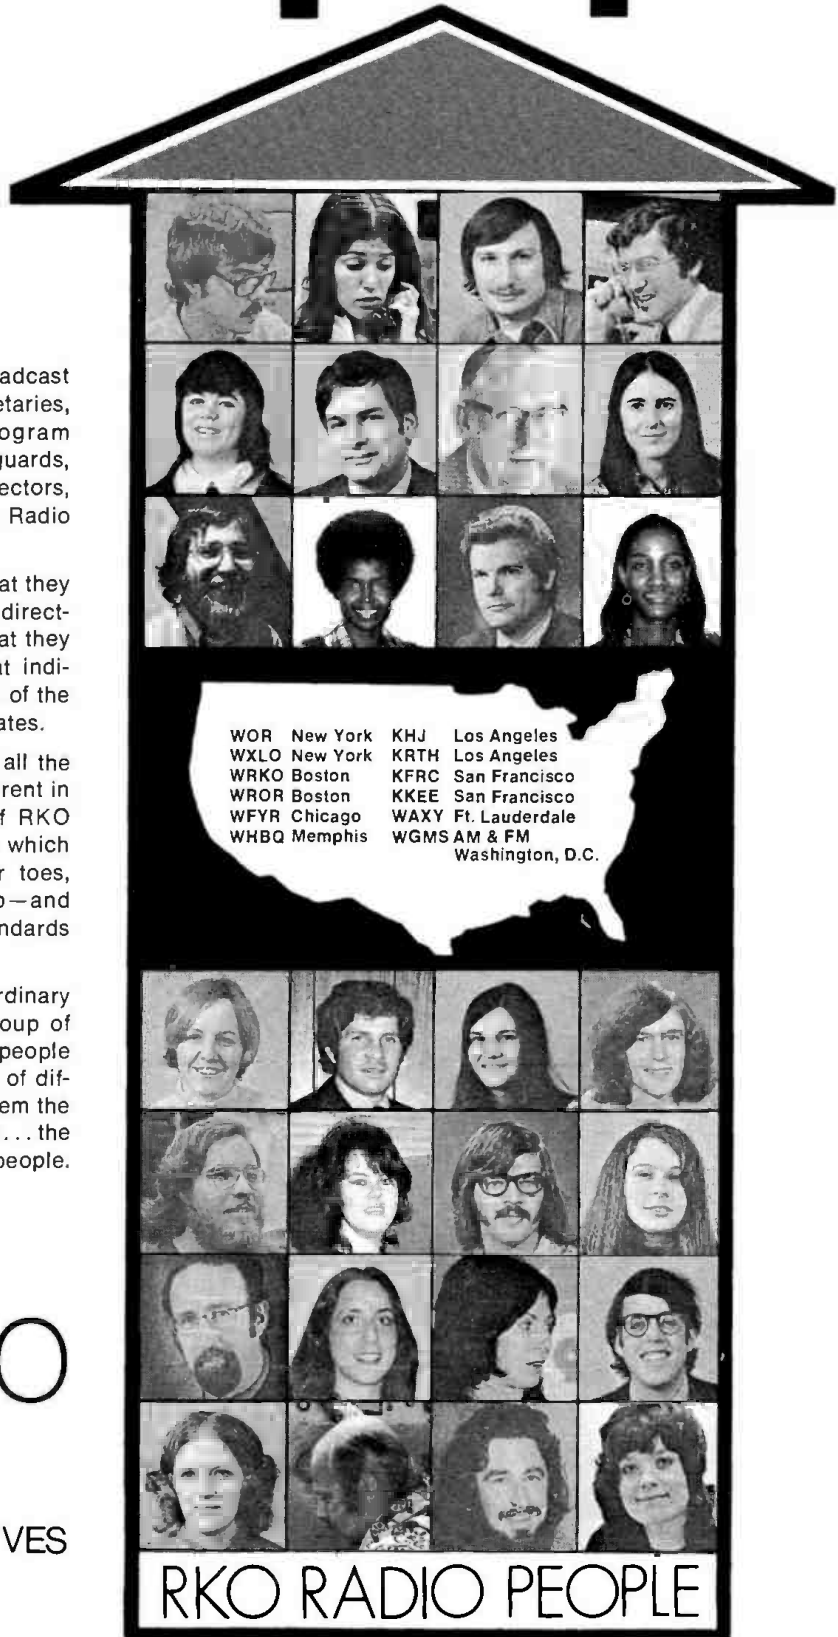 adcast
etaries,
ogram
guards,
ectors,
Radio
at they
direct-
at they
t indi-
of the
ates.
all the
rent in
f RKO
which
r toes,
o—and
ndards
rdinary
oup of
people
of dif-
em the
... the
people.
O
VES
WOR New York KHJ Los Angeles
WXLO New York KRTH Los Angeles
WRKO Boston KFRC San Francisco
WROR Boston KKEE San Francisco
WFYR Chicago WAXY Ft. Lauderdale
WHBQ Memphis WGMS AM & FM
Washington, D.C.
RKO RADIO PEOPLE